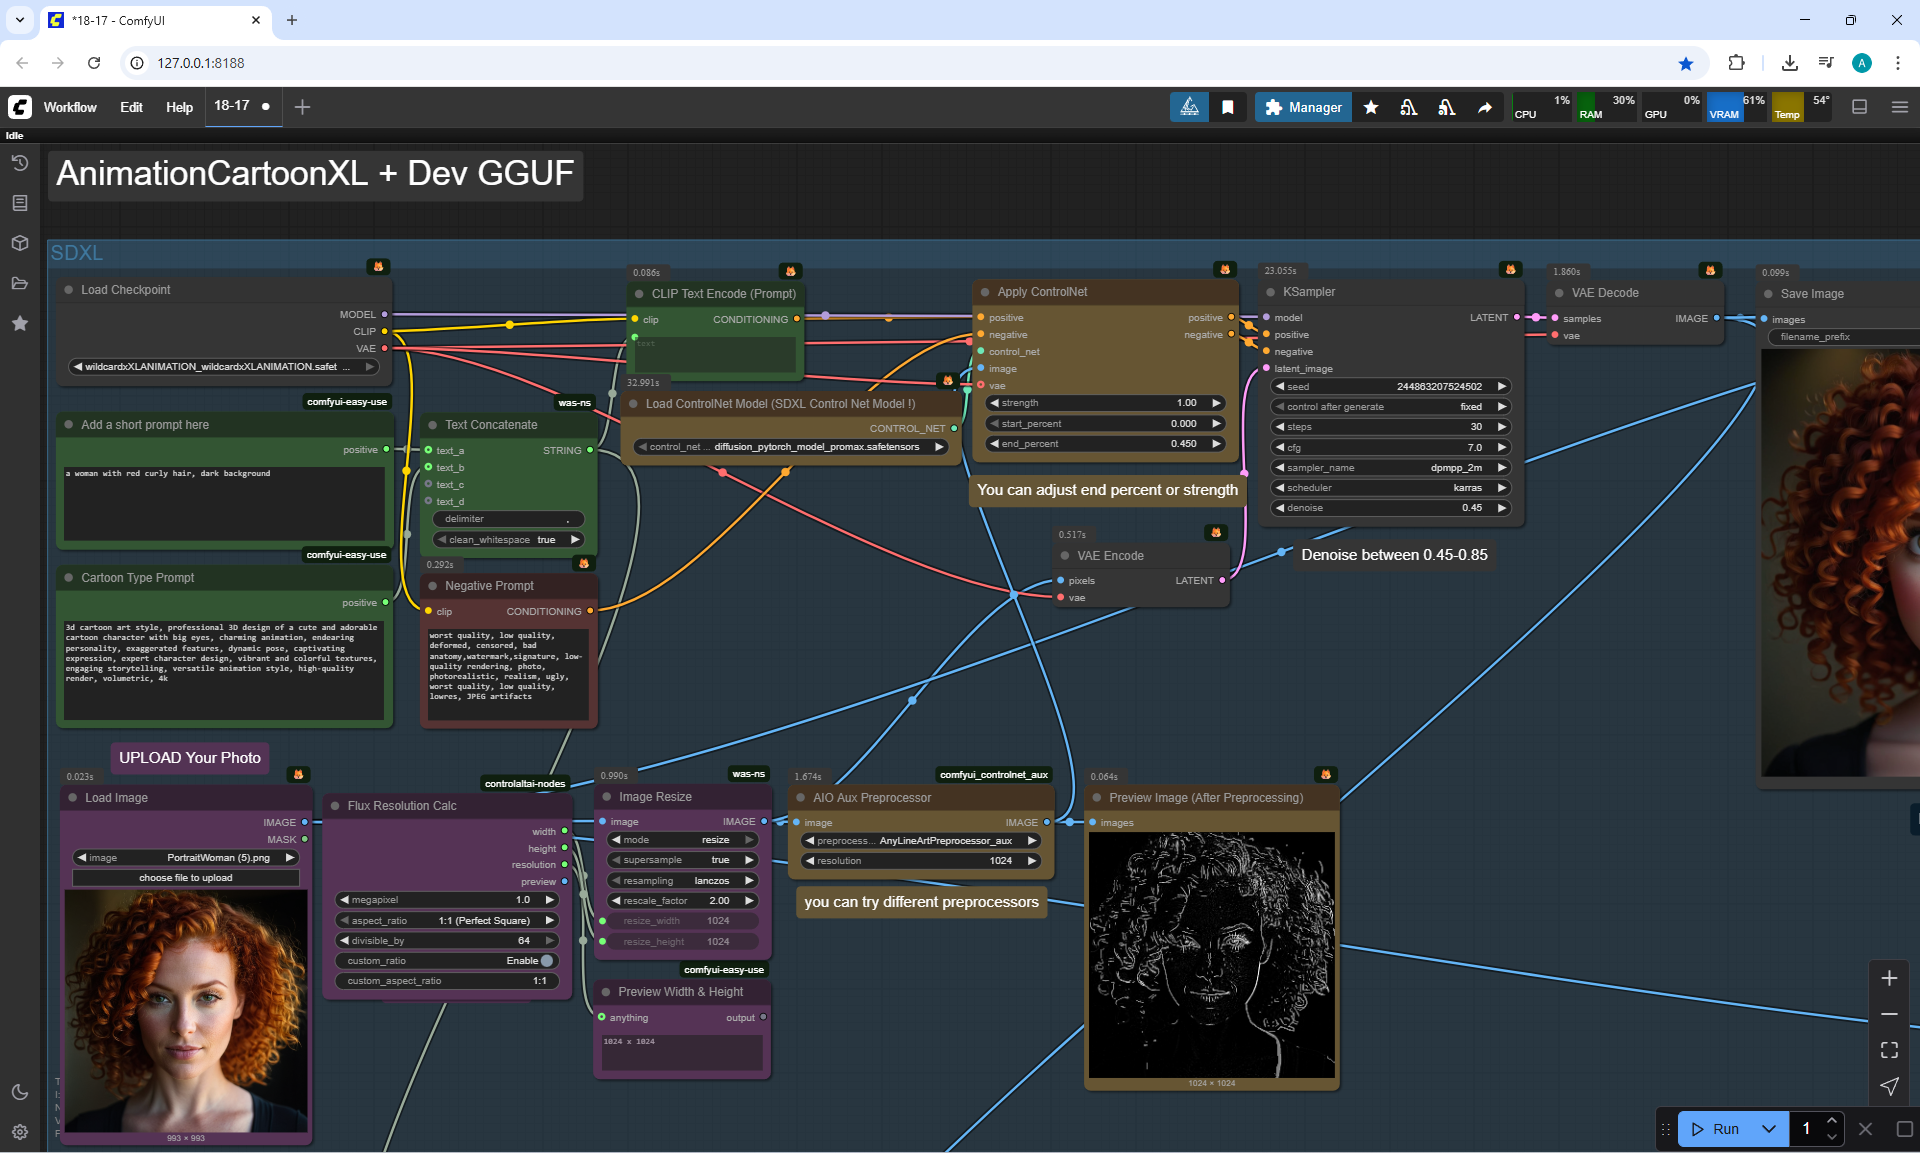 *18-17 - ComfyUI
127.0.0.1:8188
Workflow Edit Help 18-17
Manager
CPU 1% RAM 30% GPU 0% VRAM 61% Temp 54°
Idle
AnimationCartoonXL + Dev GGUF
SDXL
Load Checkpoint
MODEL
CLIP
VAE
wildcardxXLANIMATION_wildcardxXLANIMATION.safet ...
comfyui-easy-use
Add a short prompt here
positive
a woman with red curly hair, dark background
comfyui-easy-use
Cartoon Type Prompt
positive
3d cartoon art style, professional 3D design of a cute and adorable
cartoon character with big eyes, charming animation, endearing
personality, exaggerated features, dynamic pose, captivating
expression, expert character design, vibrant and colorful textures,
engaging storytelling, versatile animation style, high-quality
render, volumetric, 4k
was-ns
Text Concatenate
text_a STRING
text_b
text_c
text_d
delimiter .
clean_whitespace true
0.292s
Negative Prompt
clip CONDITIONING
worst quality, low quality,
deformed, censored, bad
anatomy,watermark,signature, low-
quality rendering, photo,
photorealistic, realism, ugly,
worst quality, low quality,
lowres, JPEG artifacts
0.086s
CLIP Text Encode (Prompt)
clip CONDITIONING
text
32.991s
Load ControlNet Model (SDXL Control Net Model !)
CONTROL_NET
control_net ... diffusion_pytorch_model_promax.safetensors
Apply ControlNet
positive positive
negative negative
control_net
image
vae
strength 1.00
start_percent 0.000
end_percent 0.450
You can adjust end percent or strength
23.055s
KSampler
model LATENT
positive
negative
latent_image
seed 244863207524502
control after generate fixed
steps 30
cfg 7.0
sampler_name dpmpp_2m
scheduler karras
denoise 0.45
Denoise between 0.45-0.85
0.517s
VAE Encode
pixels LATENT
vae
1.860s
VAE Decode
samples IMAGE
vae
0.099s
Save Image
images
filename_prefix
UPLOAD Your Photo
0.023s
Load Image
IMAGE
MASK
image PortraitWoman (5).png
choose file to upload
993 × 993
controlaltai-nodes
Flux Resolution Calc
width
height
resolution
preview
megapixel 1.0
aspect_ratio 1:1 (Perfect Square)
divisible_by 64
custom_ratio Enable
custom_aspect_ratio 1:1
0.990s
was-ns
Image Resize
image IMAGE
mode resize
supersample true
resampling lanczos
rescale_factor 2.00
resize_width 1024
resize_height 1024
comfyui-easy-use
Preview Width & Height
anything output
1024 x 1024
1.674s
comfyui_controlnet_aux
AIO Aux Preprocessor
image IMAGE
preprocess... AnyLineArtPreprocessor_aux
resolution 1024
you can try different preprocessors
0.064s
Preview Image (After Preprocessing)
images
1024 × 1024
Run 1